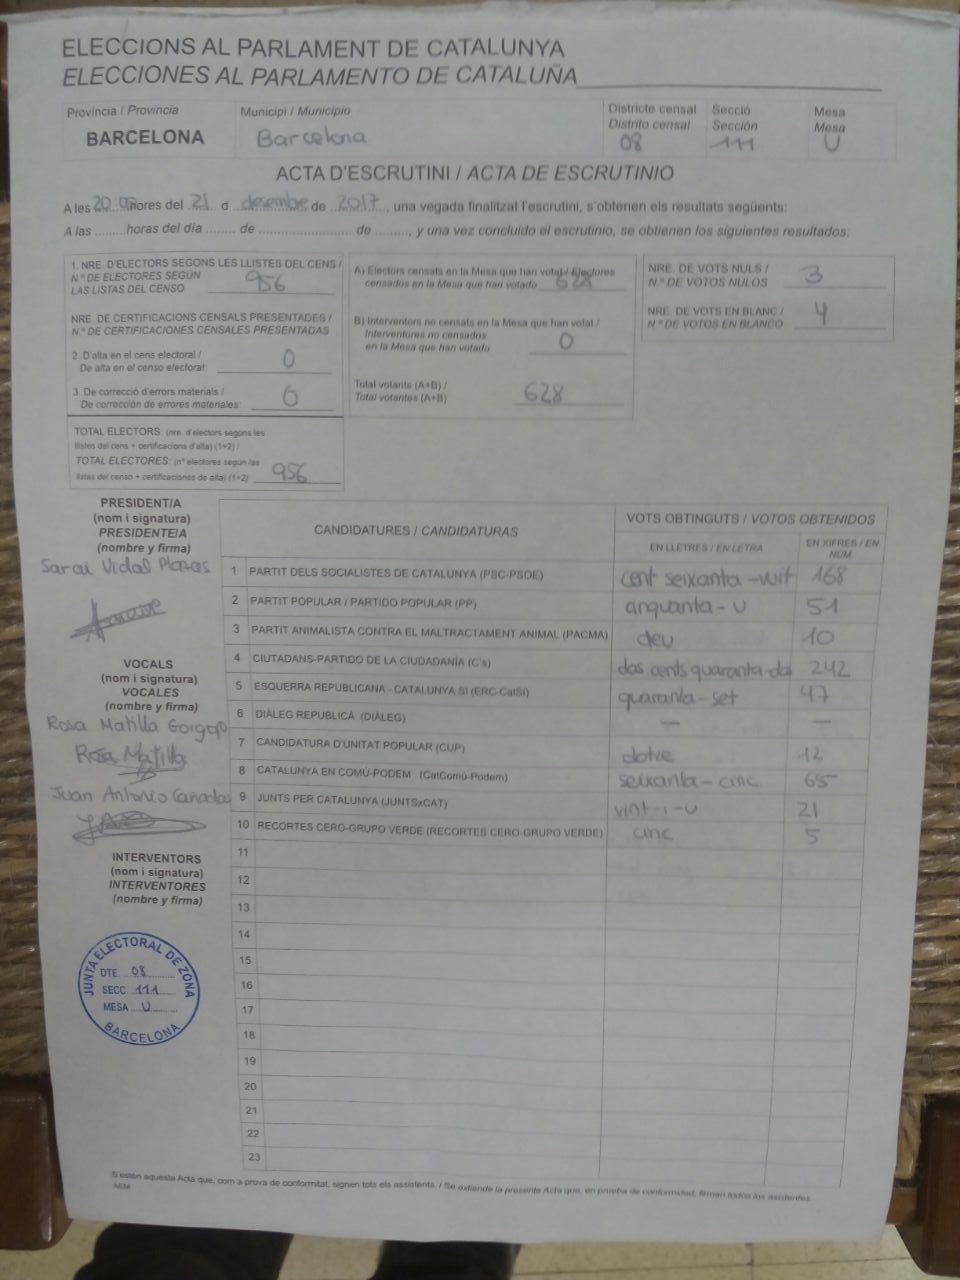 ELECCIONS AL PARLAMENT DE CATALUNYA
ELECCIONES AL PARLAMENTO DE CATALUÑA
Província / Provincia
BARCELONA
Municipi / Municipio
Barcelona
Districte censal
Distrito censal
08
Secció
Sección
111
Mesa
Mesa
U
ACTA D'ESCRUTINI / ACTA DE ESCRUTINIO
A les 20:00 hores del 21 d desembre de 2017, una vegada finalitzat l'escrutini, s'obtenen els resultats següents:
A las ........ horas del día ........ de ........................ de ........, y una vez concluido el escrutinio, se obtienen los siguientes resultados:
1. NRE. D'ELECTORS SEGONS LES LLISTES DEL CENS /
N.º DE ELECTORES SEGÚN
LAS LISTAS DEL CENSO 956
NRE. DE CERTIFICACIONS CENSALS PRESENTADES /
N.º DE CERTIFICACIONES CENSALES PRESENTADAS
2. D'alta en el cens electoral /
De alta en el censo electoral: 0
3. De correcció d'errors materials /
De corrección de errores materiales: 0
TOTAL ELECTORS: (nre. d'electors segons les
llistes del cens + certificacions d'alta) (1+2) /
TOTAL ELECTORES: (nº electores según las
listas del censo + certificaciones de alta) (1+2) 956
A) Electors censats en la Mesa que han votat / Electores
censados en la Mesa que han votado 628
B) Interventors no censats en la Mesa que han votat /
Interventores no censados
en la Mesa que han votado 0
Total votants (A+B) /
Total votantes (A+B) 628
NRE. DE VOTS NULS /
N.º DE VOTOS NULOS 3
NRE. DE VOTS EN BLANC /
N.º DE VOTOS EN BLANCO 4
PRESIDENT/A
(nom i signatura)
PRESIDENTE/A
(nombre y firma)
Sarai Vidal Plazas
VOCALS
(nom i signatura)
VOCALES
(nombre y firma)
Rosa Matilla
Rosa Matilla
Juan Antonio Cañadas
INTERVENTORS
(nom i signatura)
INTERVENTORES
(nombre y firma)
JUNTA ELECTORAL DE ZONA
DTE. 08
SECC 111
MESA U
BARCELONA
CANDIDATURES / CANDIDATURAS
VOTS OBTINGUTS / VOTOS OBTENIDOS
EN LLETRES / EN LETRA
EN XIFRES / EN NÚM.
1 PARTIT DELS SOCIALISTES DE CATALUNYA (PSC-PSOE) cent seixanta-vuit 168
2 PARTIT POPULAR / PARTIDO POPULAR (PP) cinquanta-u 51
3 PARTIT ANIMALISTA CONTRA EL MALTRACTAMENT ANIMAL (PACMA) deu 10
4 CIUTADANS-PARTIDO DE LA CIUDADANÍA (C's) dos cents quaranta-dos 242
5 ESQUERRA REPUBLICANA - CATALUNYA SÍ (ERC-CatSí) quaranta-set 47
6 DIÀLEG REPUBLICÀ (DIÀLEG) — —
7 CANDIDATURA D'UNITAT POPULAR (CUP) dotze 12
8 CATALUNYA EN COMÚ-PODEM (CatComú-Podem) seixanta-cinc 65
9 JUNTS PER CATALUNYA (JUNTSxCAT) vint-i-u 21
10 RECORTES CERO-GRUPO VERDE (RECORTES CERO-GRUPO VERDE) cinc 5
11
12
13
14
15
16
17
18
19
20
21
22
23
S'estén aquesta Acta que, com a prova de conformitat, signen tots els assistents. / Se extiende la presente Acta que, en prueba de conformidad, firman todos los asistentes.